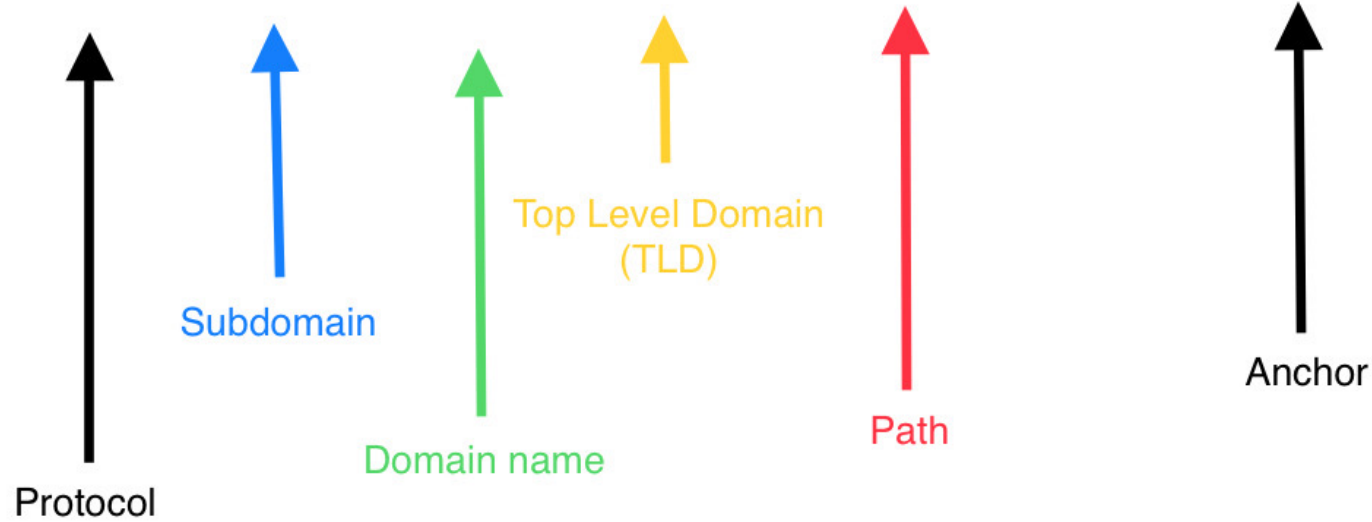 Top Level Domain
(TLD)
Subdomain
Anchor
Path
Domain name
Protocol